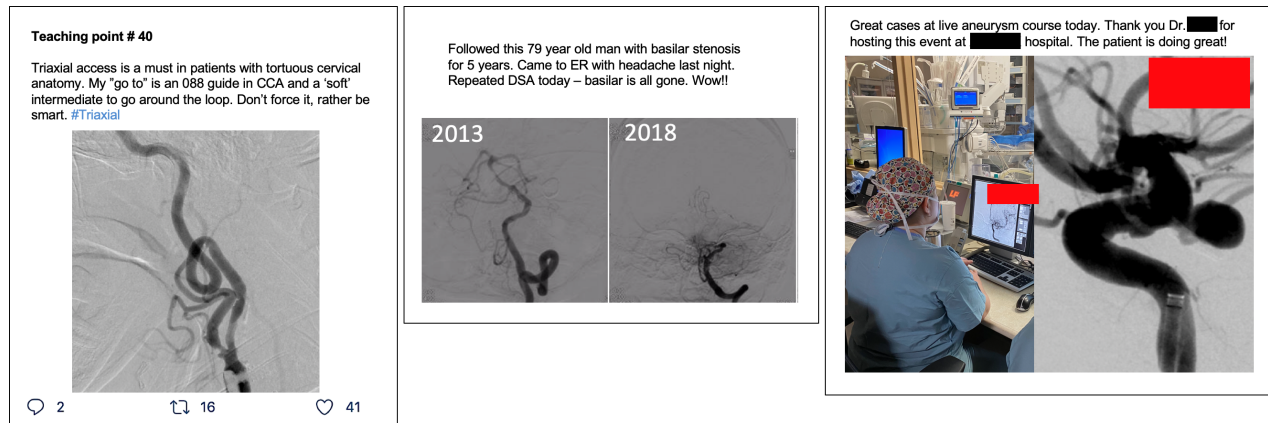 Teaching point # 40
Triaxial access is a must in patients with tortuous cervical
anatomy. My "go to" is an 088 guide in CCA and a ‘soft’
intermediate to go around the loop. Don’t force it, rather be
smart. #Triaxial
2
16
41
Followed this 79 year old man with basilar stenosis
for 5 years. Came to ER with headache last night.
Repeated DSA today – basilar is all gone. Wow!!
2013
2018
Great cases at live aneurysm course today. Thank you Dr. for
hosting this event at hospital. The patient is doing great!